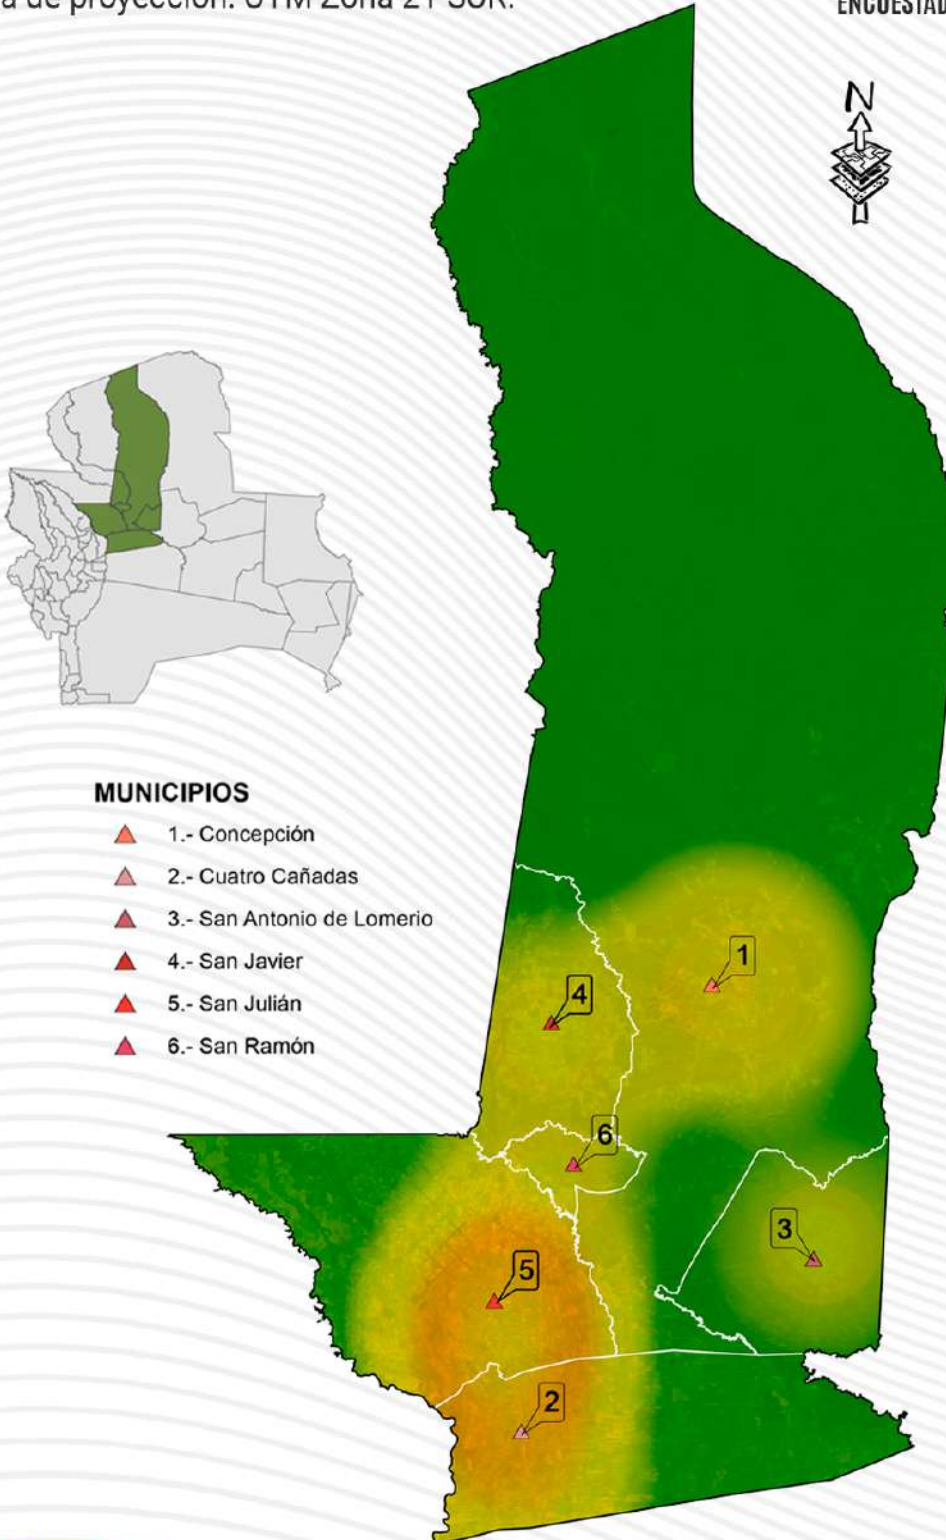 a de proyección: UTM Zona 21 SUR.
N
MUNICIPIOS
1.- Concepción
2.- Cuatro Cañadas
3.- San Antonio de Lomerio
4.- San Javier
5.- San Julián
6.- San Ramón
1
4
6
3
5
2